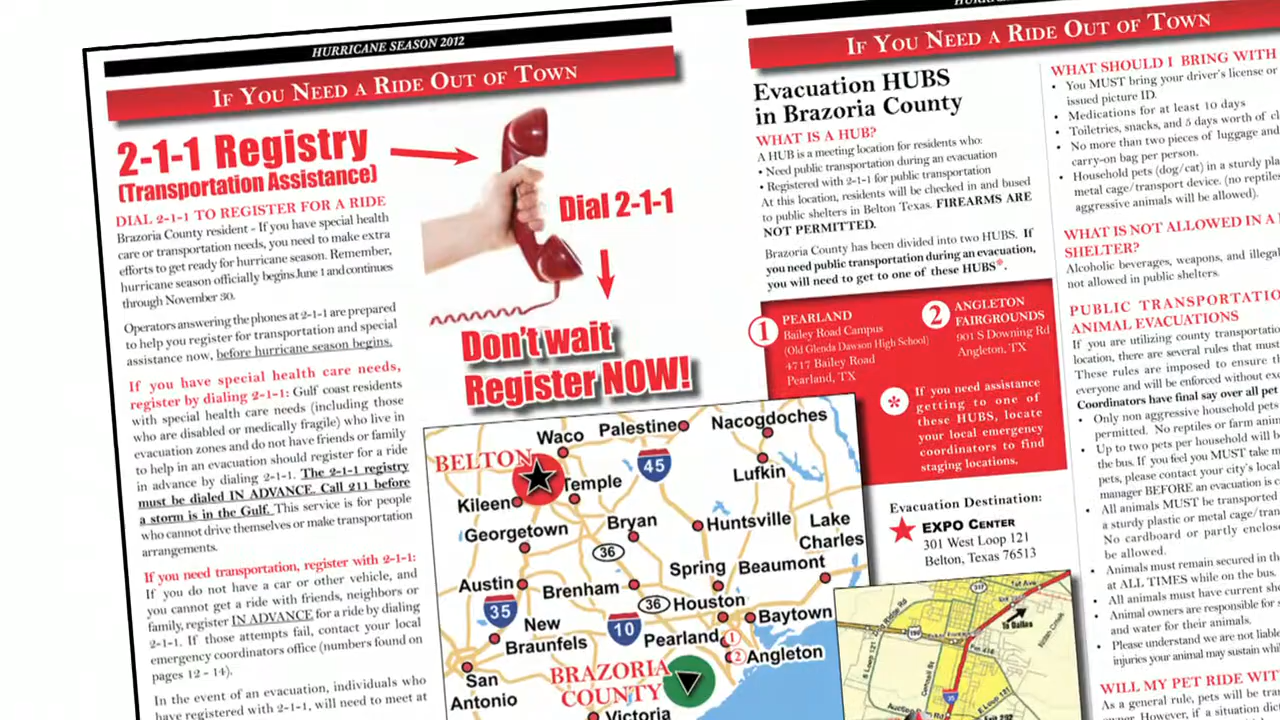 HURRICANE SEASON 2012
IF YOU NEED A RIDE OUT OF TOWN
2-1-1 Registry
(Transportation Assistance)
DIAL 2-1-1 TO REGISTER FOR A RIDE
Brazoria County resident - If you have special health
care or transportation needs, you need to make extra
efforts to get ready for hurricane season. Remember,
hurricane season officially begins June 1 and continues
through November 30.
Operators answering the phones at 2-1-1 are prepared
to help you register for transportation and special
assistance now, before hurricane season begins.
If you have special health care needs,
register by dialing 2-1-1: Gulf coast residents
with special health care needs (including those
who are disabled or medically fragile) who live in
evacuation zones and do not have friends or family
to help in an evacuation should register for a ride
in advance by dialing 2-1-1. The 2-1-1 registry
must be dialed IN ADVANCE. Call 211 before
a storm is in the Gulf. This service is for people
who cannot drive themselves or make transportation
arrangements.
If you need transportation, register with 2-1-1:
If you do not have a car or other vehicle, and
you cannot get a ride with friends, neighbors or
family, register IN ADVANCE for a ride by dialing
2-1-1. If those attempts fail, contact your local
emergency coordinators office (numbers found on
pages 12 - 14).
In the event of an evacuation, individuals who
have registered with 2-1-1, will need to meet at
Dial 2-1-1
Don't wait
Register NOW!
Waco
Palestine
Nacogdoches
BELTON
45
Lufkin
Temple
Kileen
Georgetown
Bryan
Huntsville
Lake
Charles
36
Spring
Beaumont
Austin
Brenham
36
Houston
35
New
Braunfels
10
Baytown
Pearland
1
2
Angleton
San
Antonio
BRAZORIA
COUNTY
Victoria
IF YOU NEED A RIDE OUT OF TOWN
Evacuation HUBS
in Brazoria County
WHAT IS A HUB?
A HUB is a meeting location for residents who:
• Need public transportation during an evacuation
• Registered with 2-1-1 for public transportation
At this location, residents will be checked in and bused
to public shelters in Belton Texas. FIREARMS ARE
NOT PERMITTED.
Brazoria County has been divided into two HUBS. If
you need public transportation during an evacuation,
you will need to get to one of these HUBS*.
1
PEARLAND
Bailey Road Campus
(Old Glenda Dawson High School)
4717 Bailey Road
Pearland, TX
2
ANGLETON
FAIRGROUNDS
901 S Downing Rd
Angleton, TX
*
If you need assistance
getting to one of
these HUBS, locate
your local emergency
coordinators to find
staging locations.
Evacuation Destination:
EXPO CENTER
301 West Loop 121
Belton, Texas 76513
317
1st Ave
190
To Dallas
35
WHAT SHOULD I BRING WITH
• You MUST bring your driver's license or
issued picture ID.
• Medications for at least 10 days
• Toiletries, snacks, and 5 days worth of
• No more than two pieces of luggage and
carry-on bag per person.
• Household pets (dog/cat) in a sturdy
metal cage/transport device. (no reptiles
aggressive animals will be allowed).
WHAT IS NOT ALLOWED IN A
SHELTER?
Alcoholic beverages, weapons, and
not allowed in public shelters.
PUBLIC TRANSPORTATIO
ANIMAL EVACUATIONS
If you are utilizing county
location, there are several rules that
These rules are imposed to ensure
everyone and will be enforced without
Coordinators have final say over all pet
• Only non aggressive household pets
permitted. No reptiles or farm
• Up to two pets per household will
the bus. If you feel you MUST take
pets, please contact your city's
manager BEFORE an evacuation is
• All animals MUST be transported
a sturdy plastic or metal cage/
No cardboard or partly
be allowed.
• Animals must remain secured in
at ALL TIMES while on the bus.
• All animals must have current
• Animal owners are responsible for
and water for their animals.
• Please understand we are not
injuries your animal may sustain
WILL MY PET RIDE WIT
As a general rule, pets will be
owner. However, if a situation